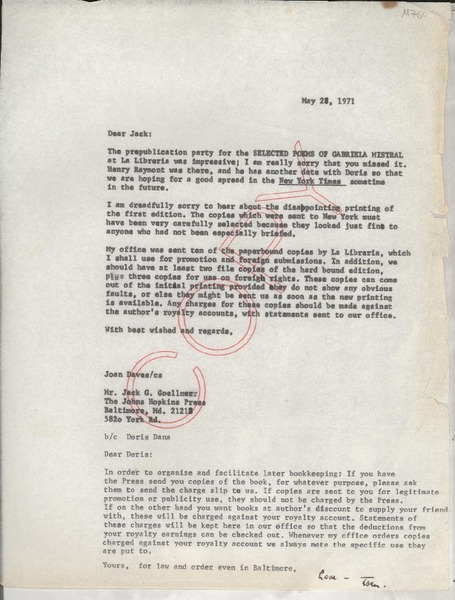 M760
May 28, 1971
Dear Jack:
The prepublication party for the SELECTED POEMS OF GABRIELA MISTRAL
at La Libreria was impressive; I am really sorry that you missed it.
Henry Raymont was there, and he has another date with Doris so that
we are hoping for a good spread in the New York Times sometime
in the future.
I am dreadfully sorry to hear about the disappointing printing of
the first edition. The copies which were sent to New York must
have been very carefully selected because they looked just fine to
anyone who had not been especially briefed.
My office was sent ten of the paperbound copies by La Libreria, which
I shall use for promotion and foreign submissions. In addition, we
should have at least two file copies of the hard bound edition,
plus three copies for use on foreign rights. These copies can come
out of the initial printing provided they do not show any obvious
faults, or else they might be sent us as soon as the new printing
is available. Any charges for these copies should be made against
the author's royalty accounts, with statements sent to our office.
With best wished and regards,
COPY
Joan Daves/cs
Mr. Jack G. Goellner
The Johns Hopkins Press
Baltimore, Md. 21218
5820 York Rd.
b/c Doris Dana
Dear Doris:
In order to organize and facilitate later bookkeeping: If you have
the Press send you copies of the book, for whatever purpose, please ask
them to send the charge slip to us. If copies are sent to you for legitimate
promotion or publicity use, they should not be charged by the Press.
If on the other hand you want books at author's discount to supply your friend
with, these will be charged against your royalty account. Statements of
these charges will be kept here in our office so that the deductions from
your royalty earnings can be checked out. Whenever my office orders copies
charged against your royalty account we always note the specific use they
are put to.
Yours, for law and order even in Baltimore,
Love -